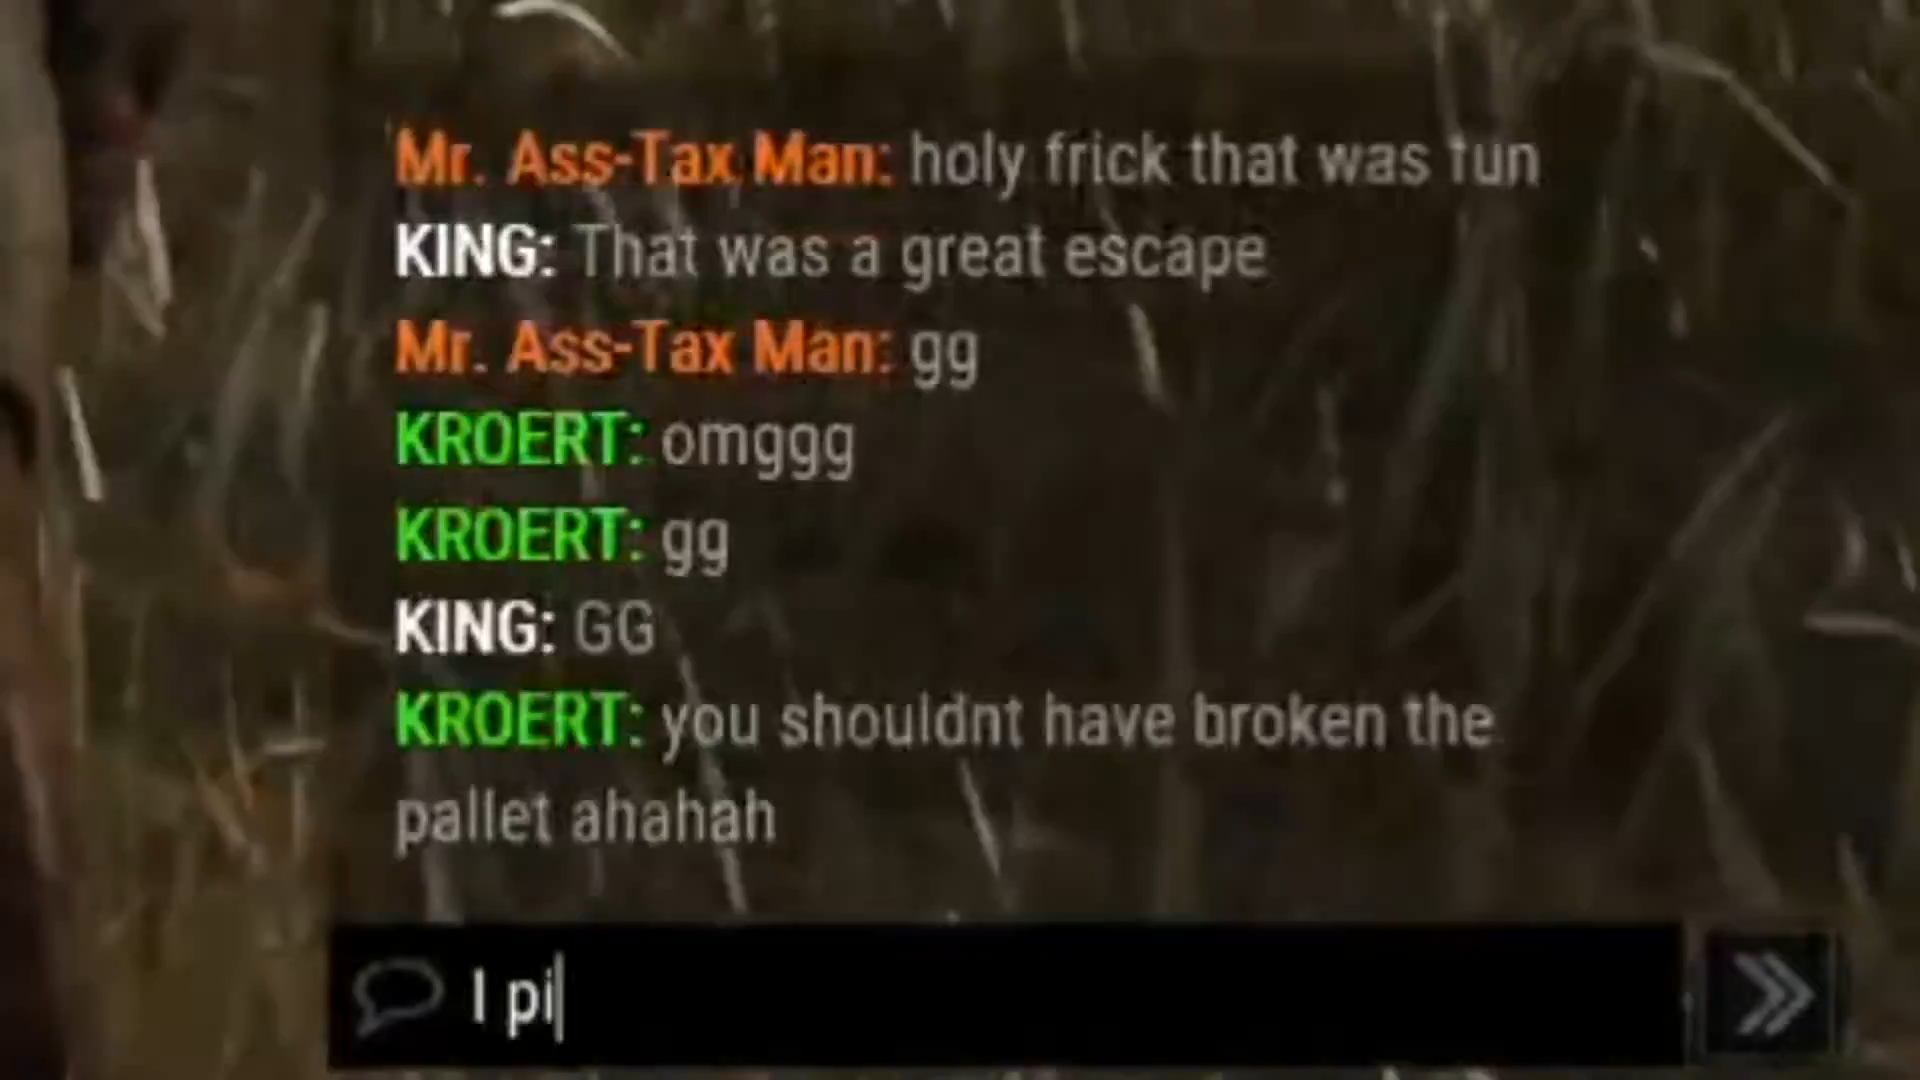 Mr. Ass-Tax Man: holy frick that was fun
KING: That was a great escape
Mr. Ass-Tax Man: gg
KROERT: omggg
KROERT: gg
KING: GG
KROERT: you shouldnt have broken the
pallet ahahah
I pi